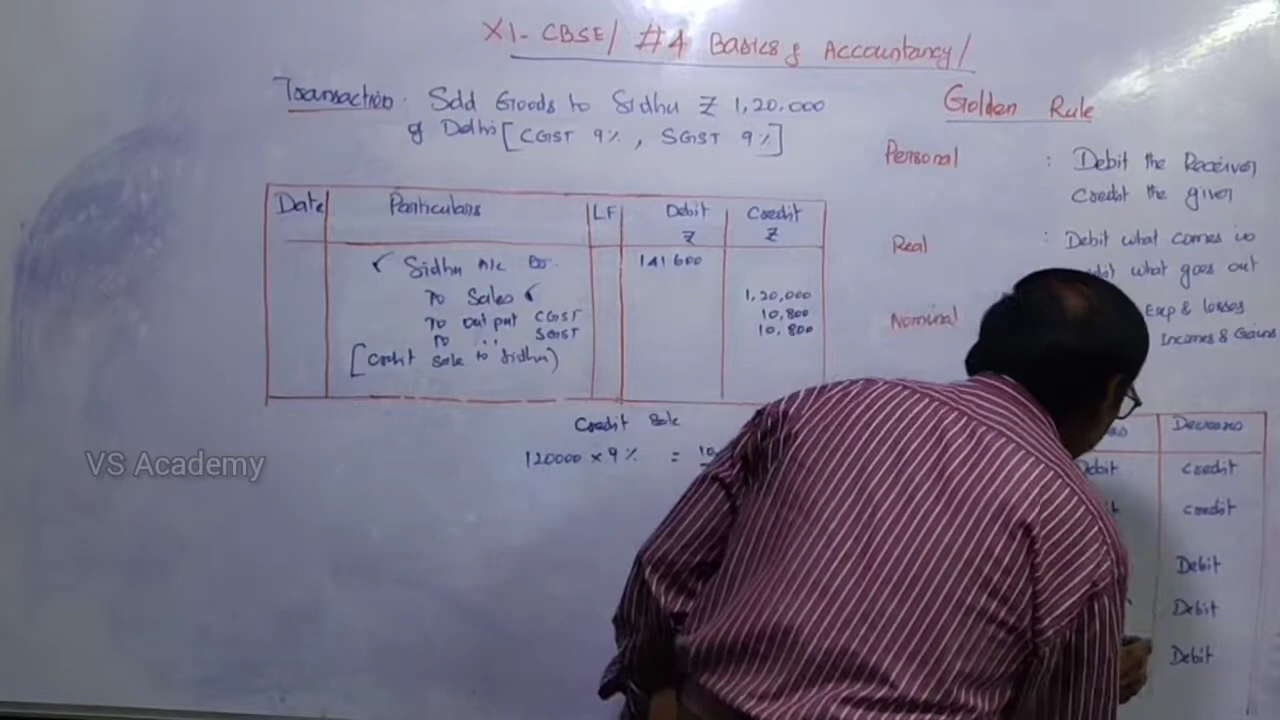 XI- CBSE/ #4 Basics of Accountancy/
Transaction. Sold Goods to Sidhu ₹ 1,20,000
of Delhi [CGST 9%, SGST 9%]
Golden Rule
Personal : Debit the Receiver
Credit the giver
Real : Debit what comes in
what goes out
Nominal Exp & losses
Incomes & Gains
Date Particulars LF Debit ₹ Credit ₹
Sidhu A/c Dr. 141600
To Sales 1,20,000
To output CGST 10,800
To ,, SGST 10,800
[Credit Sale to Sidhu)
Credit Sale
120000 × 9% =
Decreases
Debit Credit
Credit
Debit
Debit
Debit
VS Academy